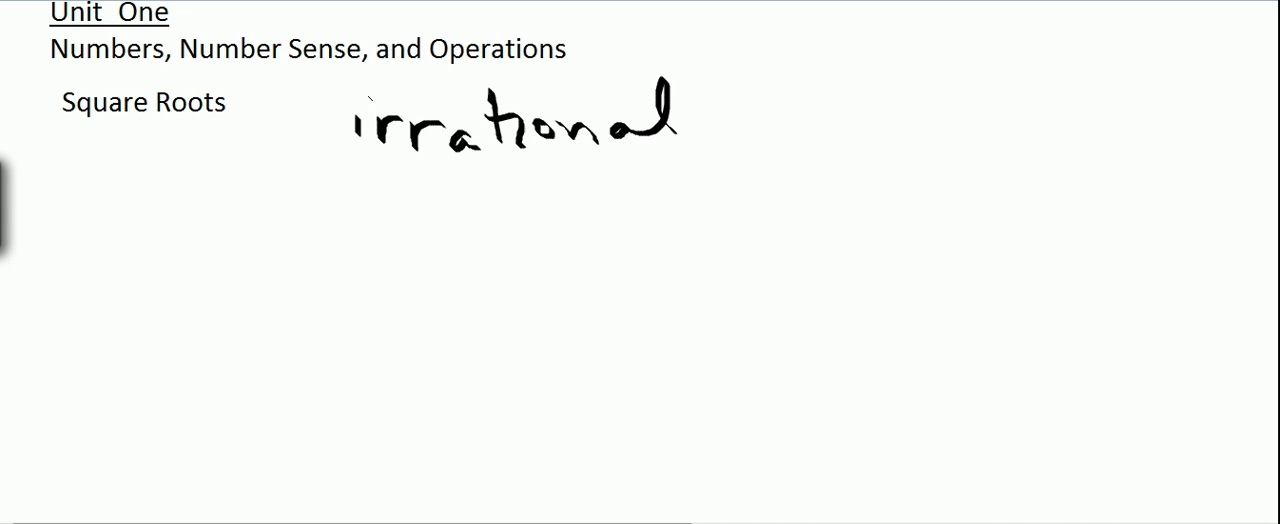 Unit One
Numbers, Number Sense, and Operations
Square Roots
irrational